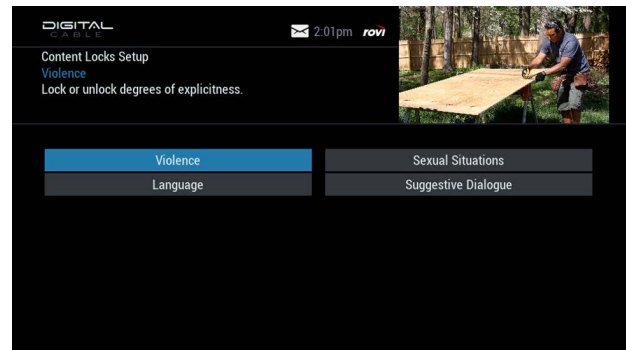 DIGITAL
CABLE
2:01pm rovi
Content Locks Setup
Violence
Lock or unlock degrees of explicitness.
Violence
Sexual Situations
Language
Suggestive Dialogue